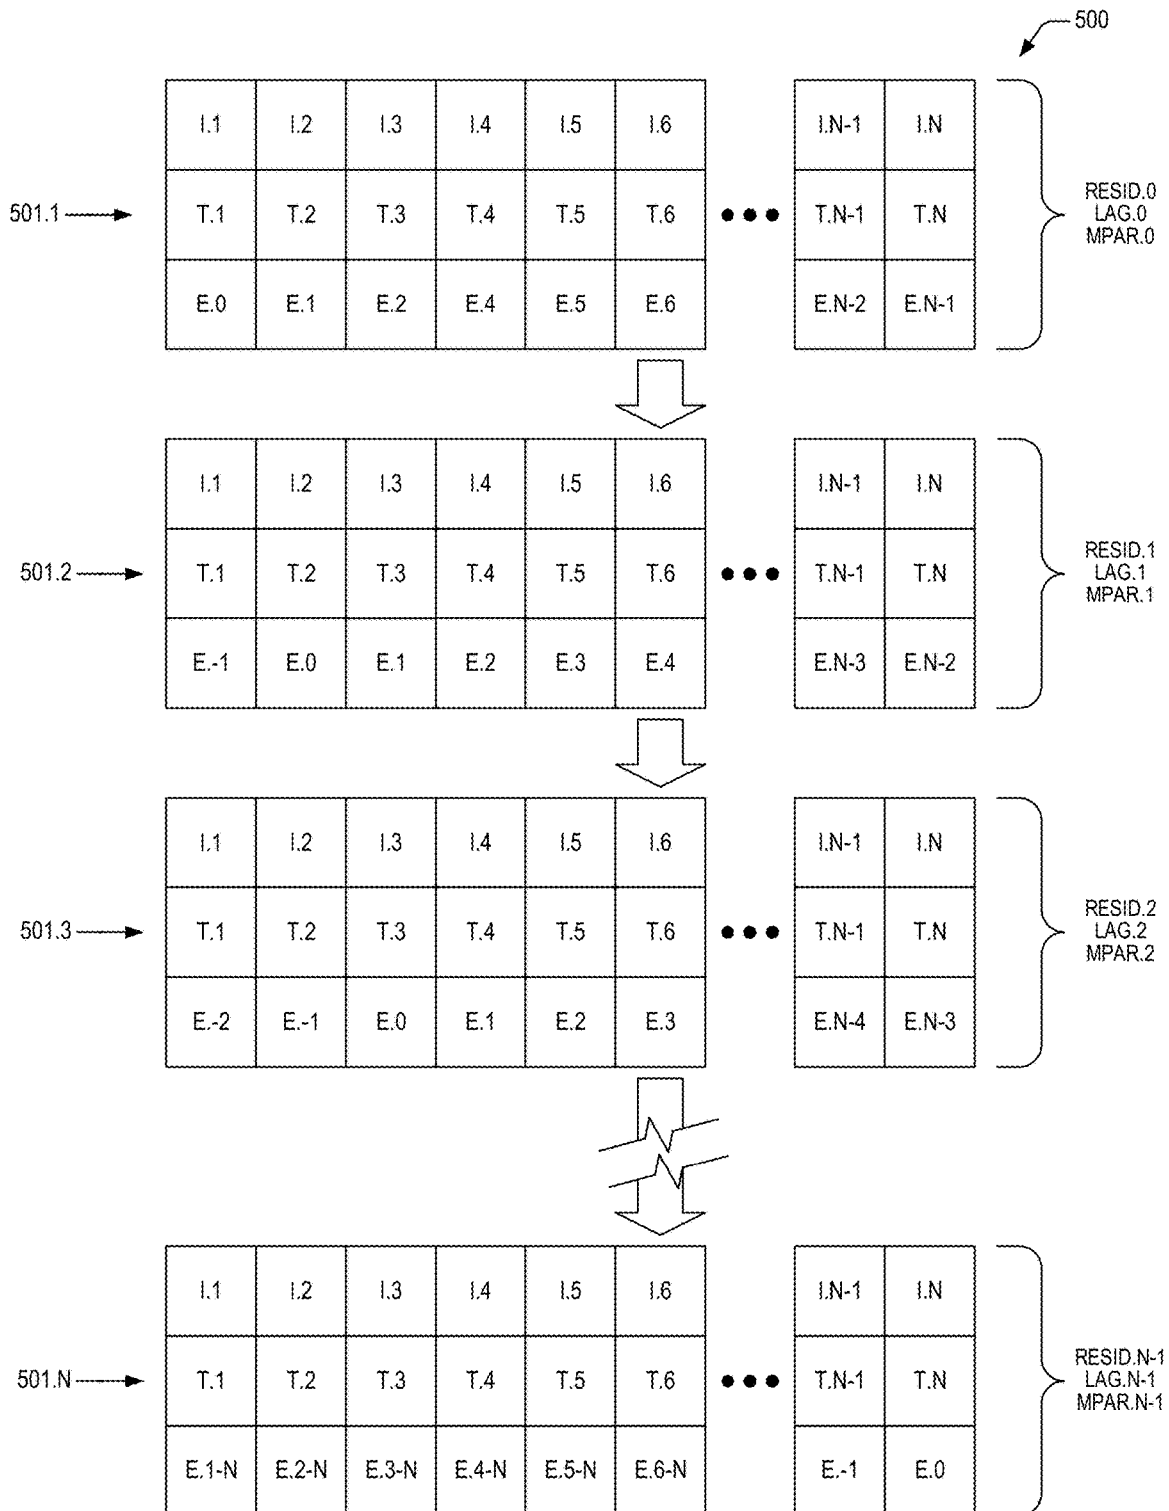 500
I.1 I.2 I.3 I.4 I.5 I.6 I.N-1 I.N
501.1 T.1 T.2 T.3 T.4 T.5 T.6 T.N-1 T.N
E.0 E.1 E.2 E.4 E.5 E.6 E.N-2 E.N-1
RESID.0
LAG.0
MPAR.0
I.1 I.2 I.3 I.4 I.5 I.6 I.N-1 I.N
501.2 T.1 T.2 T.3 T.4 T.5 T.6 T.N-1 T.N
E.-1 E.0 E.1 E.2 E.3 E.4 E.N-3 E.N-2
RESID.1
LAG.1
MPAR.1
I.1 I.2 I.3 I.4 I.5 I.6 I.N-1 I.N
501.3 T.1 T.2 T.3 T.4 T.5 T.6 T.N-1 T.N
E.-2 E.-1 E.0 E.1 E.2 E.3 E.N-4 E.N-3
RESID.2
LAG.2
MPAR.2
I.1 I.2 I.3 I.4 I.5 I.6 I.N-1 I.N
501.N T.1 T.2 T.3 T.4 T.5 T.6 T.N-1 T.N
E.1-N E.2-N E.3-N E.4-N E.5-N E.6-N E.-1 E.0
RESID.N-1
LAG.N-1
MPAR.N-1